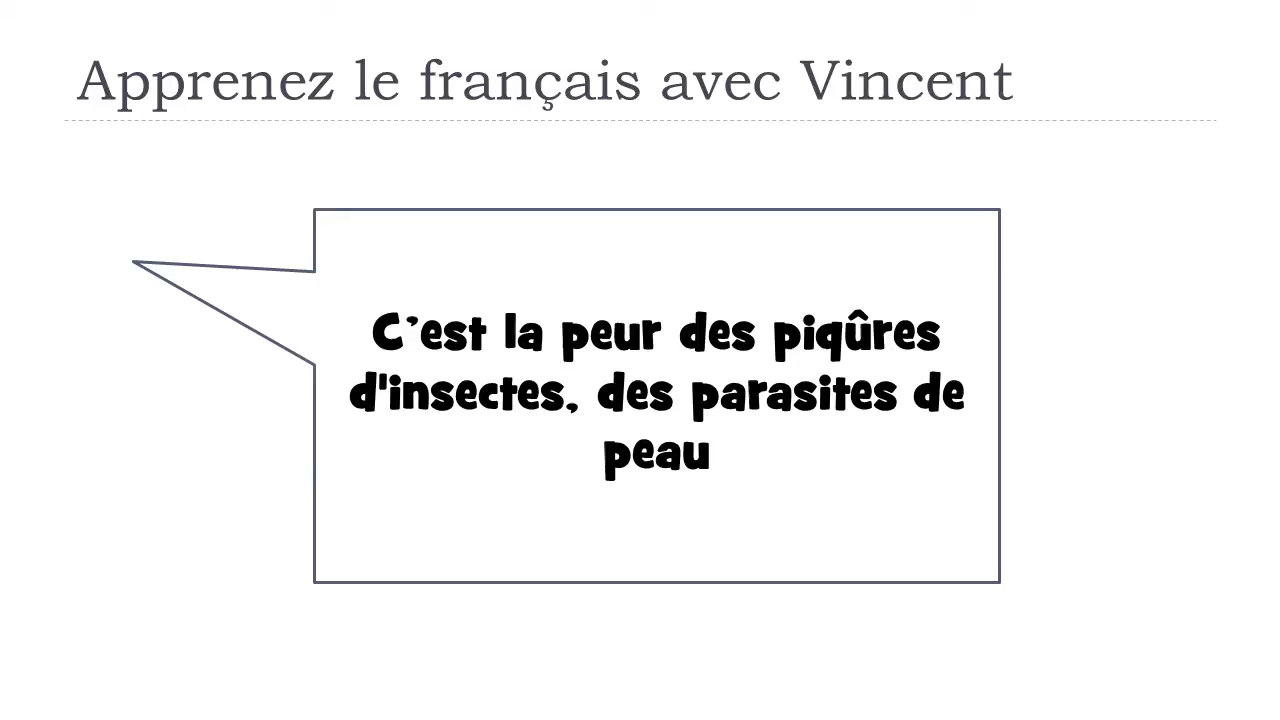 Apprenez le français avec Vincent
C’est la peur des piqûres
d'insectes, des parasites de
peau